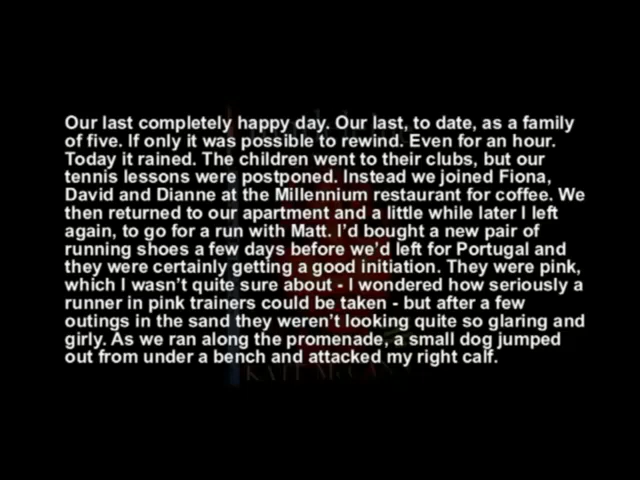 Our last completely happy day. Our last, to date, as a family
of five. If only it was possible to rewind. Even for an hour.
Today it rained. The children went to their clubs, but our
tennis lessons were postponed. Instead we joined Fiona,
David and Dianne at the Millennium restaurant for coffee. We
then returned to our apartment and a little while later I left
again, to go for a run with Matt. I'd bought a new pair of
running shoes a few days before we'd left for Portugal and
they were certainly getting a good initiation. They were pink,
which I wasn't quite sure about - I wondered how seriously a
runner in pink trainers could be taken - but after a few
outings in the sand they weren't looking quite so glaring and
girly. As we ran along the promenade, a small dog jumped
out from under a bench and attacked my right calf.